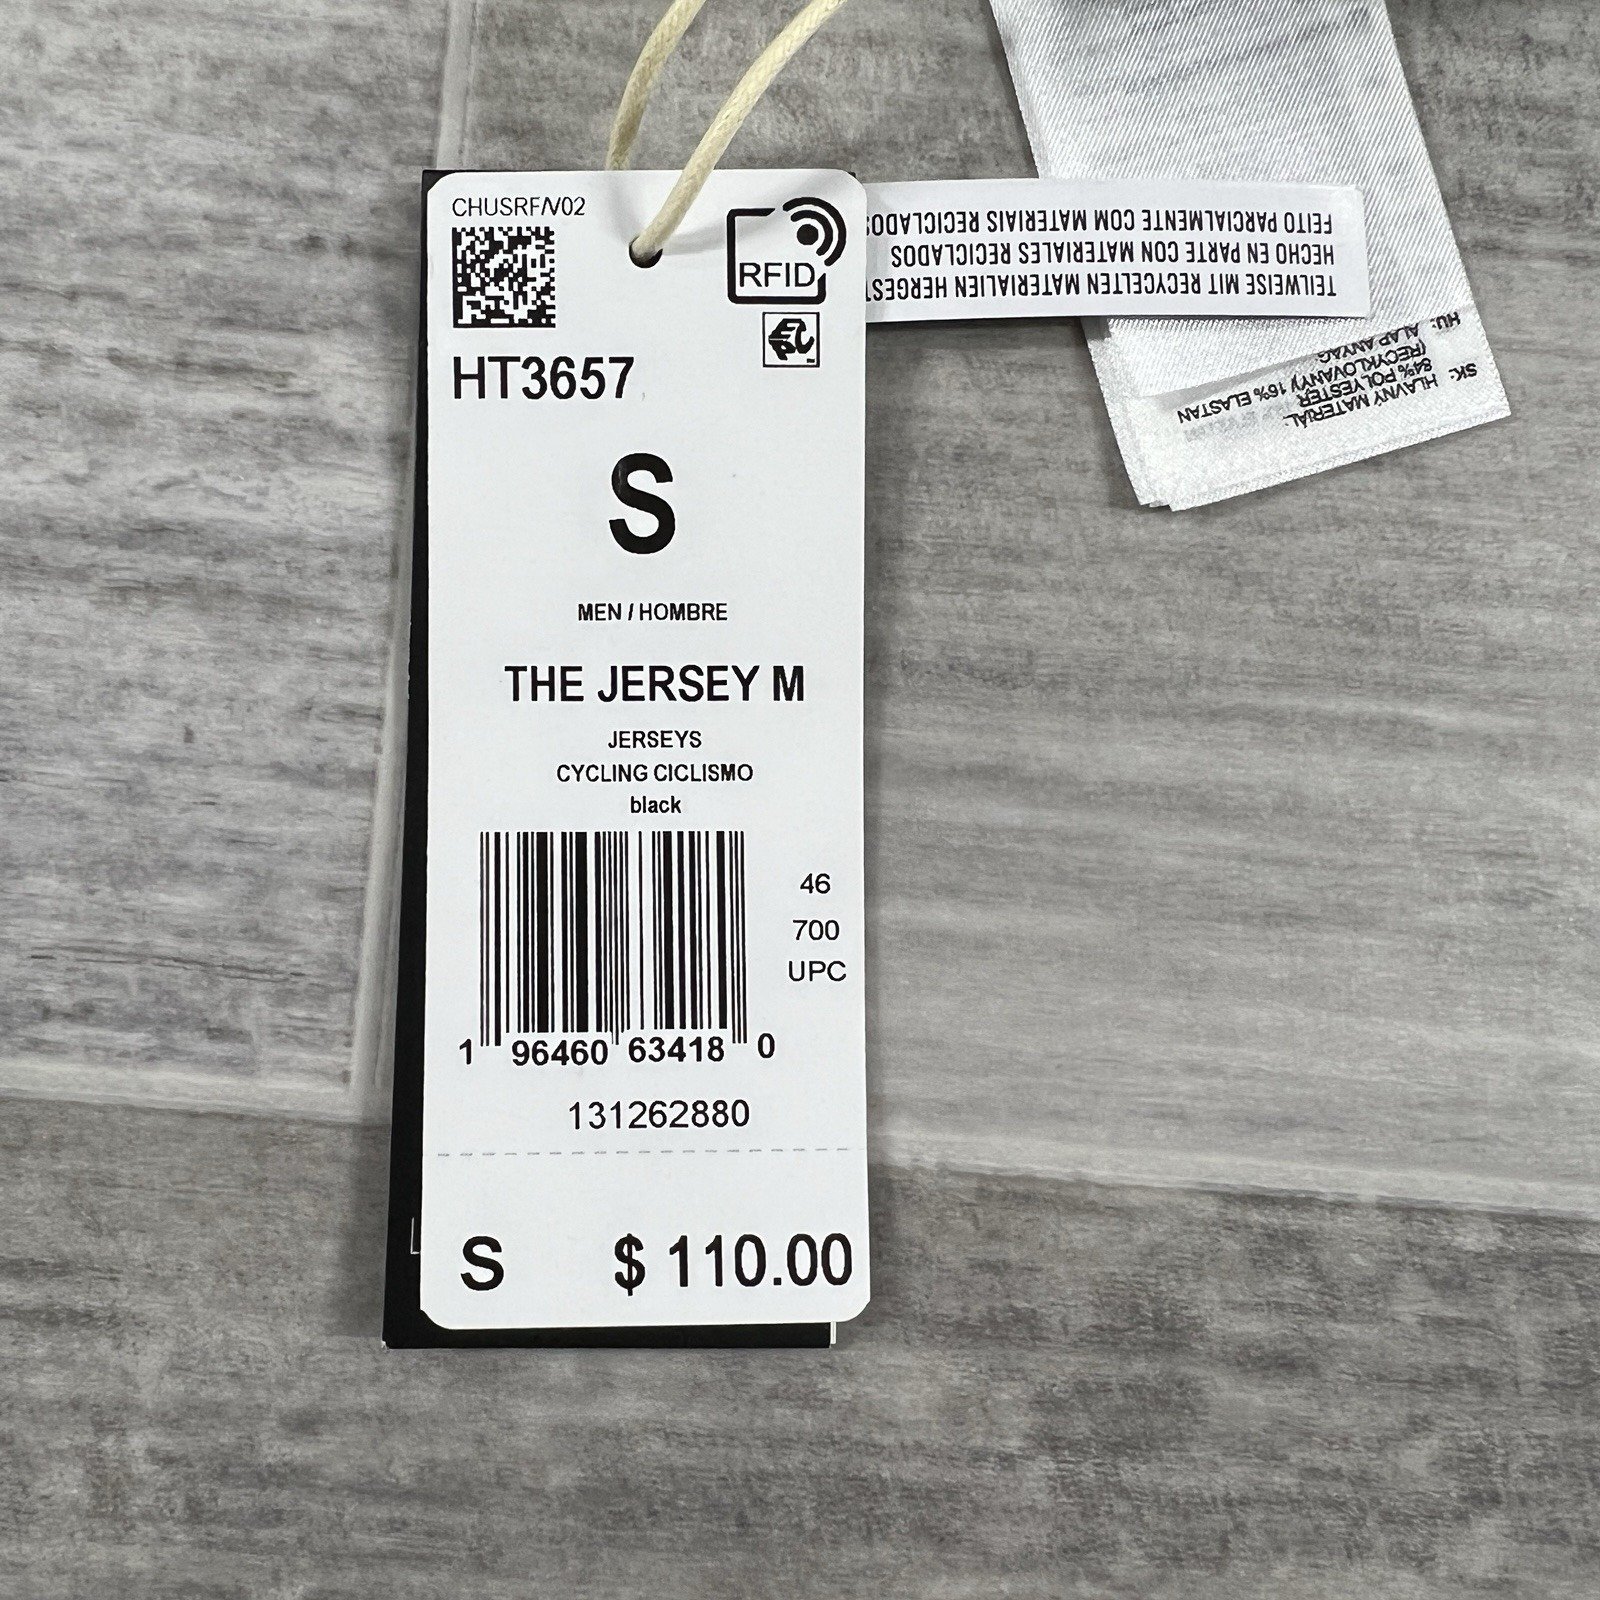 CHUSRF/V02
RFID
EPC
HT3657
S
MEN / HOMBRE
THE JERSEY M
JERSEYS
CYCLING CICLISMO
black
46
700
UPC
1 96460 63418 0
131262880
S $ 110.00
TEILWEISE MIT RECYCELTEN MATERIALIEN HERGEST
HECHO EN PARTE CON MATERIALES RECICLADOS
FEITO PARCIALMENTE COM MATERIAIS RECICLADOS
SK: HLAVNÝ MATERIÁL:
84% POLYESTER
(RECYKLOVANÝ) 16% ELASTAN
HU: ALAP ANYAG